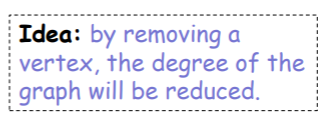 Idea: by removing a
vertex, the degree of the
graph will be reduced.